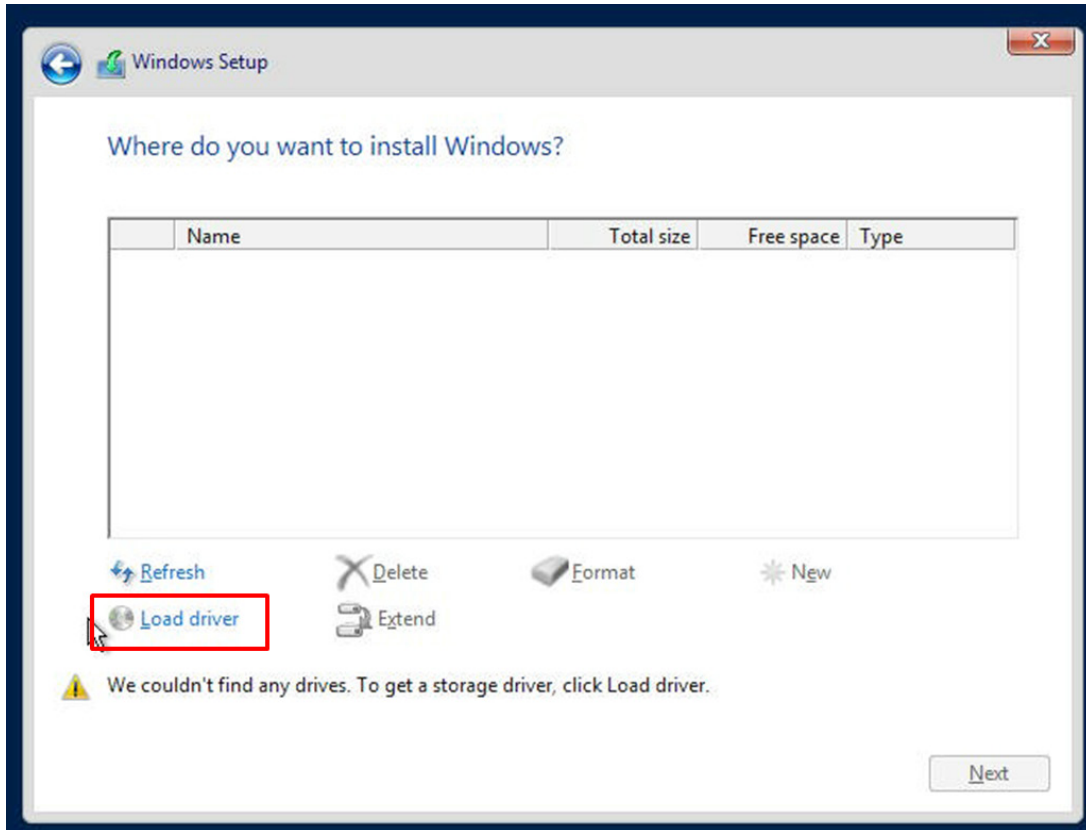 Windows Setup
Where do you want to install Windows?
Name Total size Free space Type
Refresh Delete Format New
Load driver Extend
We couldn't find any drives. To get a storage driver, click Load driver.
Next